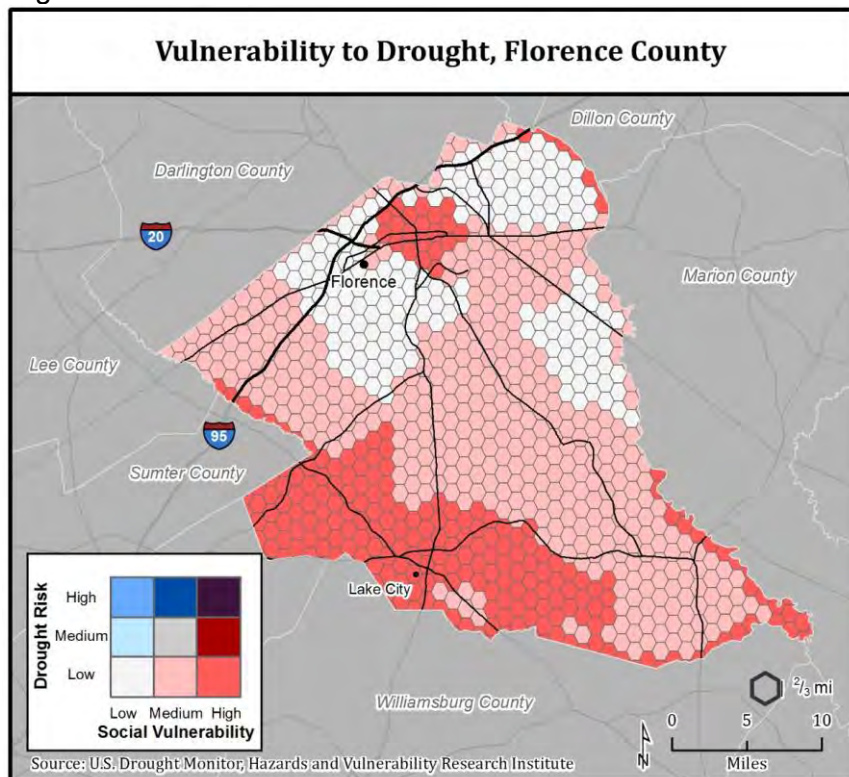 Vulnerability to Drought, Florence County
Dillon County
Darlington County
20
Marion County
Florence
Lee County
95
Sumter County
Lake City
High
Medium
Low
Drought Risk
Low Medium High
Social Vulnerability
Williamsburg County
2/3 mi
0 5 10
Miles
N
Source: U.S. Drought Monitor, Hazards and Vulnerability Research Institute